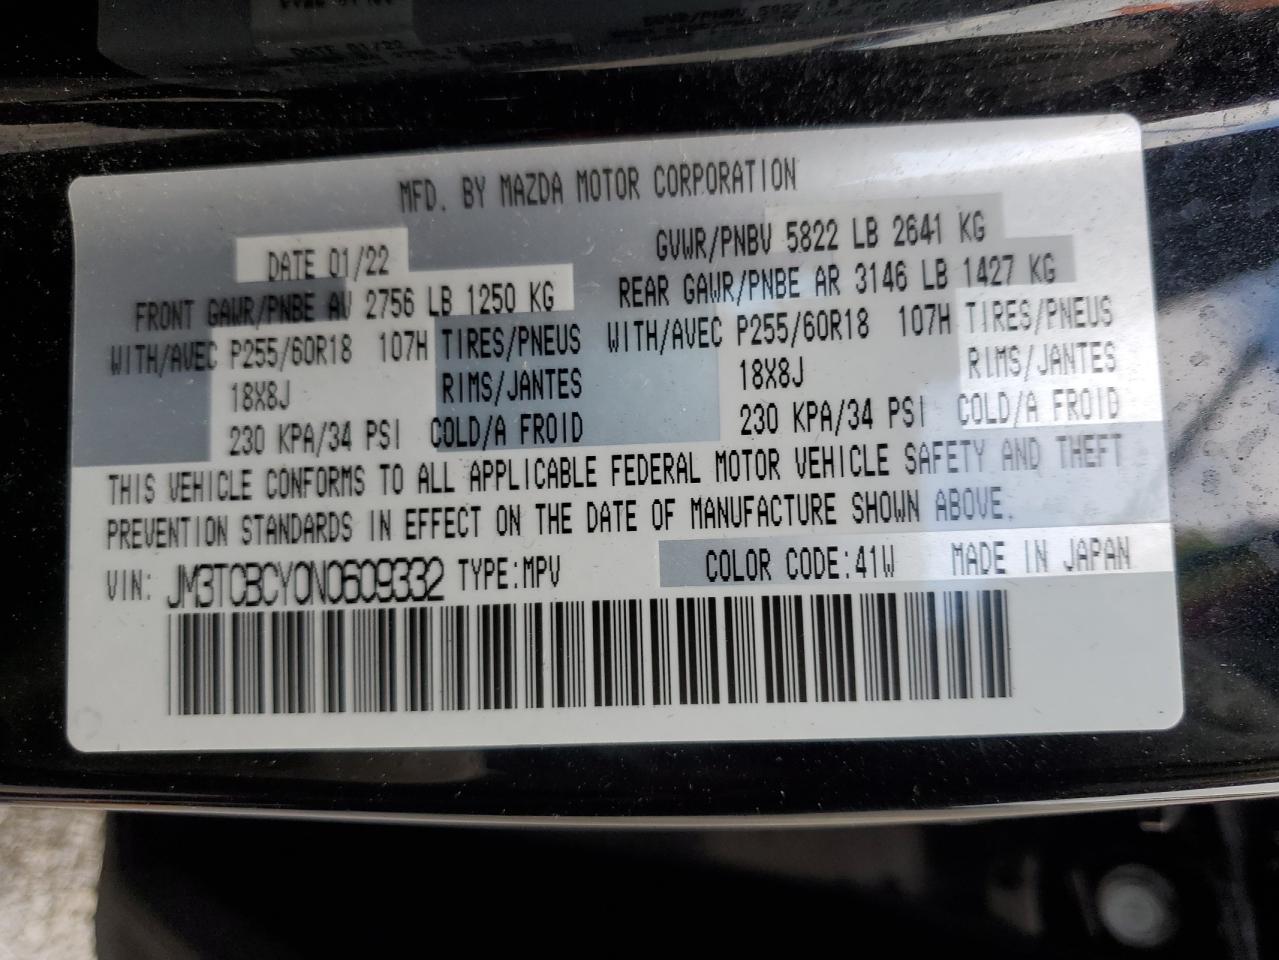 MFD. BY MAZDA MOTOR CORPORATION
DATE 01/22 GVWR/PNBV 5822 LB 2641 KG
FRONT GAWR/PNBE AV 2756 LB 1250 KG REAR GAWR/PNBE AR 3146 LB 1427 KG
WITH/AVEC P255/60R18 107H TIRES/PNEUS WITH/AVEC P255/60R18 107H TIRES/PNEUS
18X8J RIMS/JANTES 18X8J RIMS/JANTES
230 KPA/34 PSI COLD/A FROID 230 KPA/34 PSI COLD/A FROID
THIS VEHICLE CONFORMS TO ALL APPLICABLE FEDERAL MOTOR VEHICLE SAFETY AND THEFT
PREVENTION STANDARDS IN EFFECT ON THE DATE OF MANUFACTURE SHOWN ABOVE.
VIN: JM3TCBCY0N0609332 TYPE:MPV COLOR CODE:41W MADE IN JAPAN